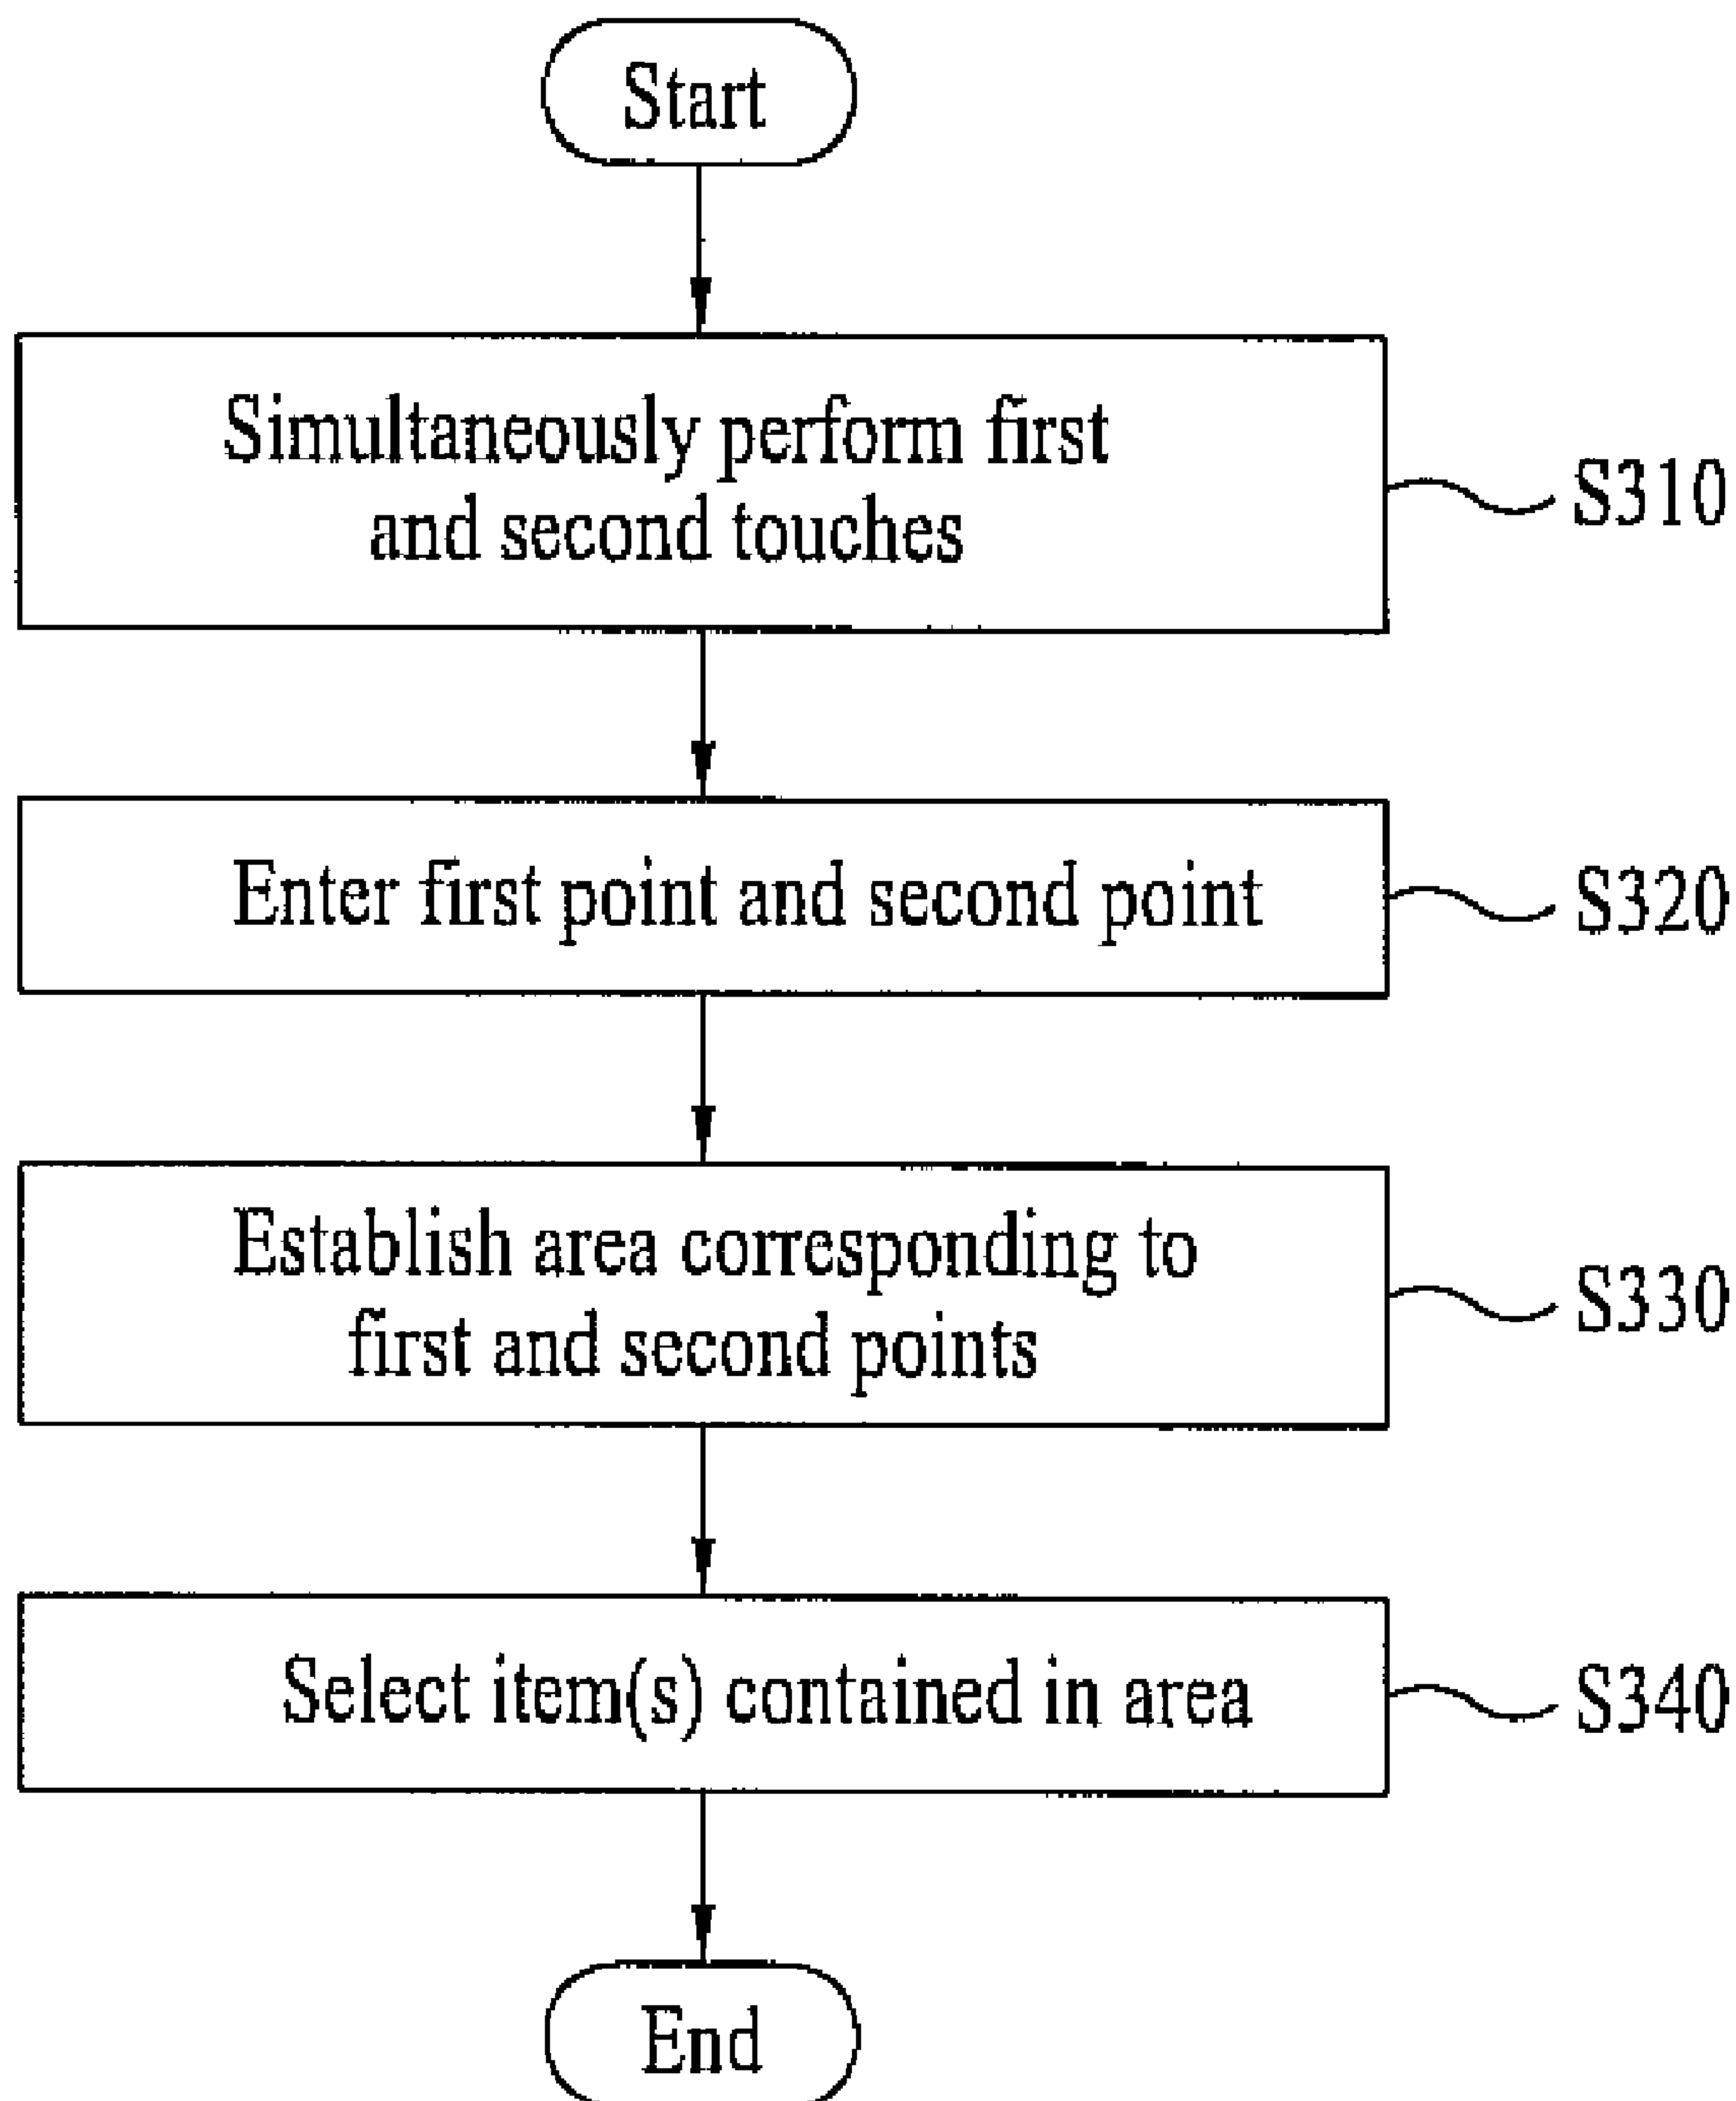 Start
Simultaneously perform first
and second touches
S310
Enter first point and second point
S320
Establish area corresponding to
first and second points
S330
Select item(s) contained in area
S340
End